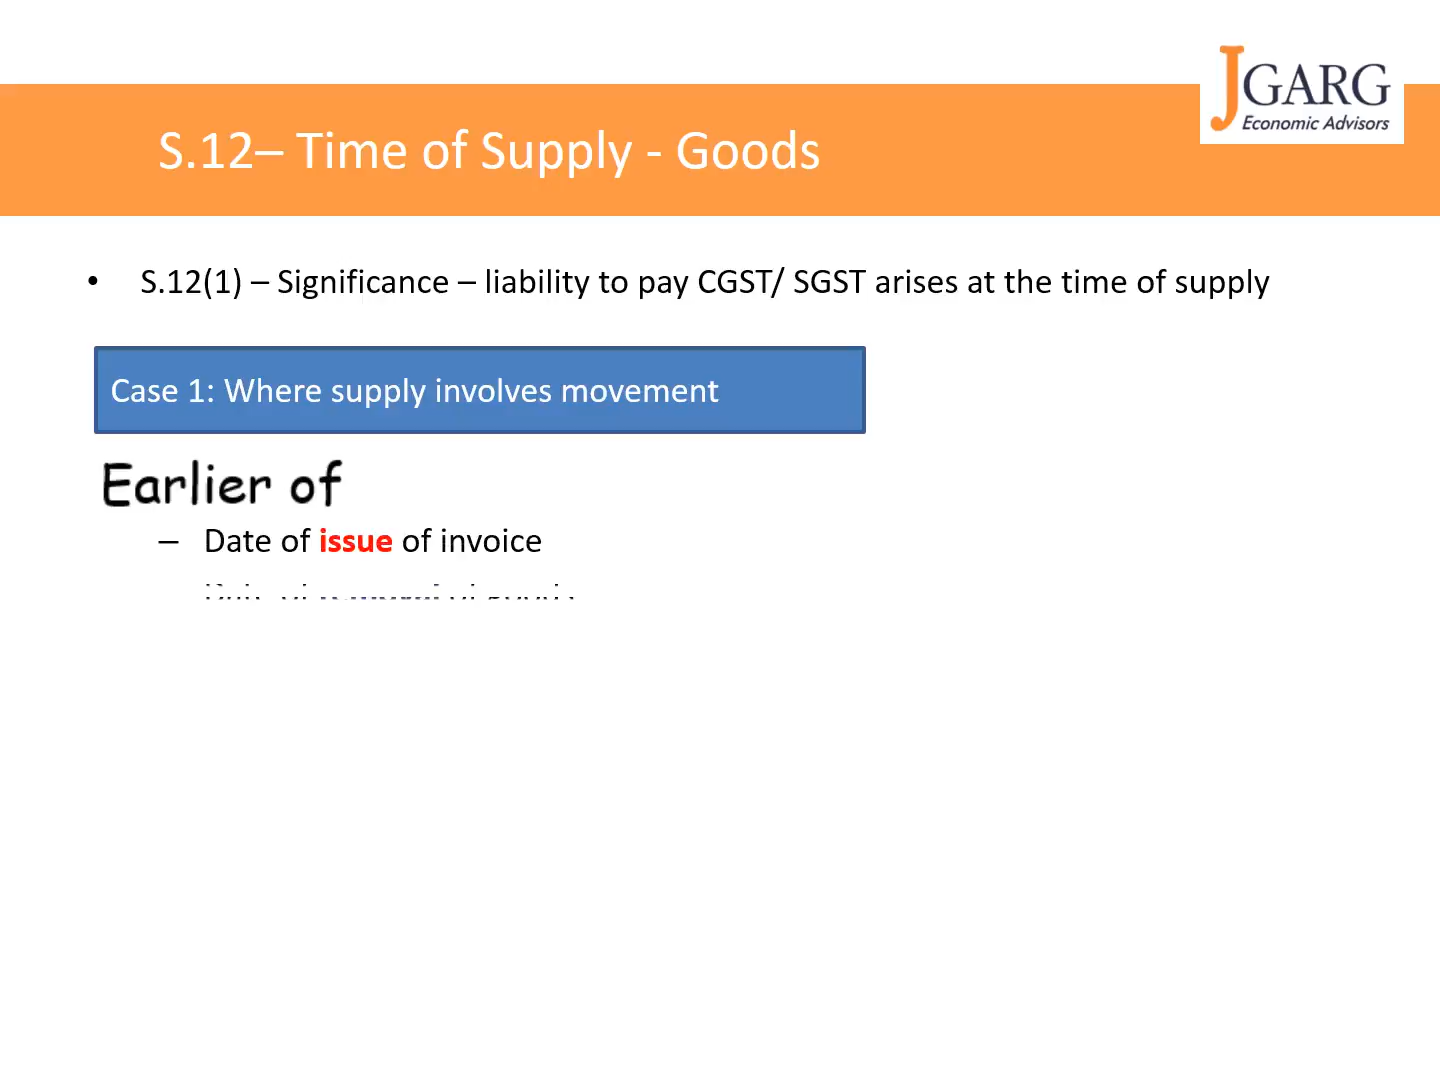 JGARG
Economic Advisors
S.12– Time of Supply - Goods
• S.12(1) – Significance – liability to pay CGST/ SGST arises at the time of supply
Case 1: Where supply involves movement
Earlier of
– Date of issue of invoice